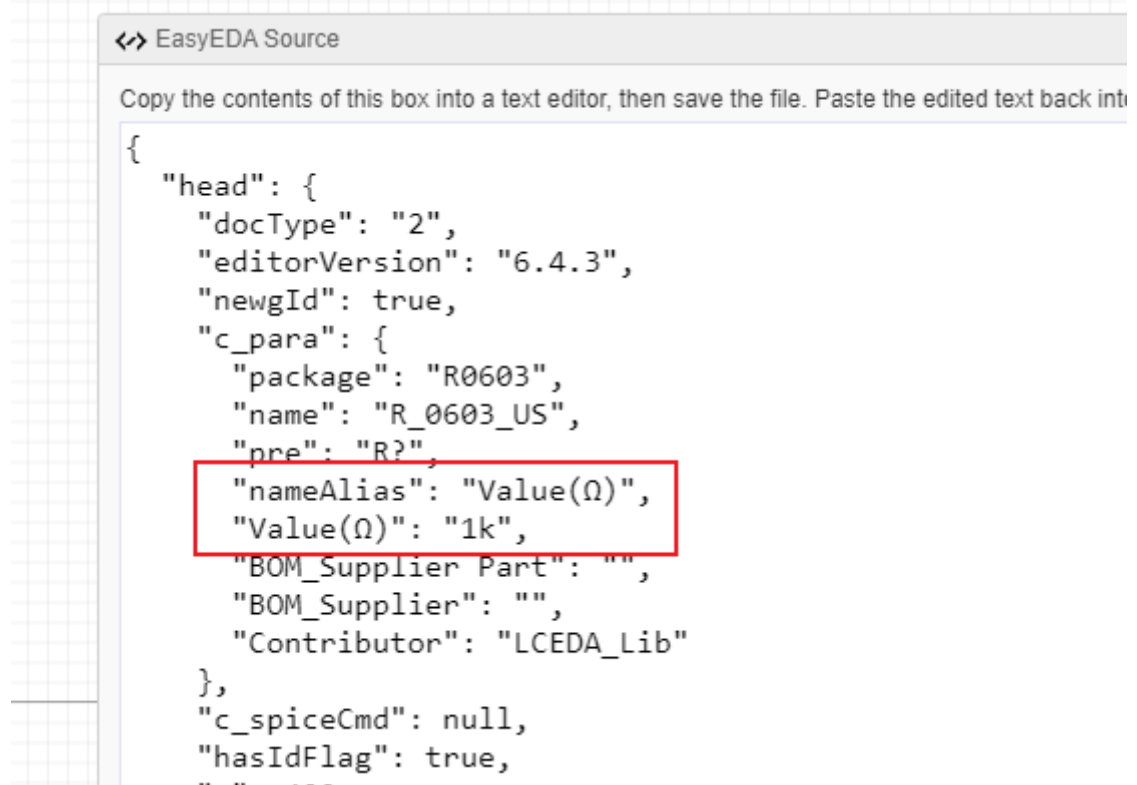 EasyEDA Source
Copy the contents of this box into a text editor, then save the file. Paste the edited text back
{
"head": {
"docType": "2",
"editorVersion": "6.4.3",
"newgId": true,
"c_para": {
"package": "R0603",
"name": "R_0603_US",
"pre": "R?",
"nameAlias": "Value(Ω)",
"Value(Ω)": "1k",
"BOM_Supplier Part": "",
"BOM_Supplier": "",
"Contributor": "LCEDA_Lib"
},
"c_spiceCmd": null,
"hasIdFlag": true,